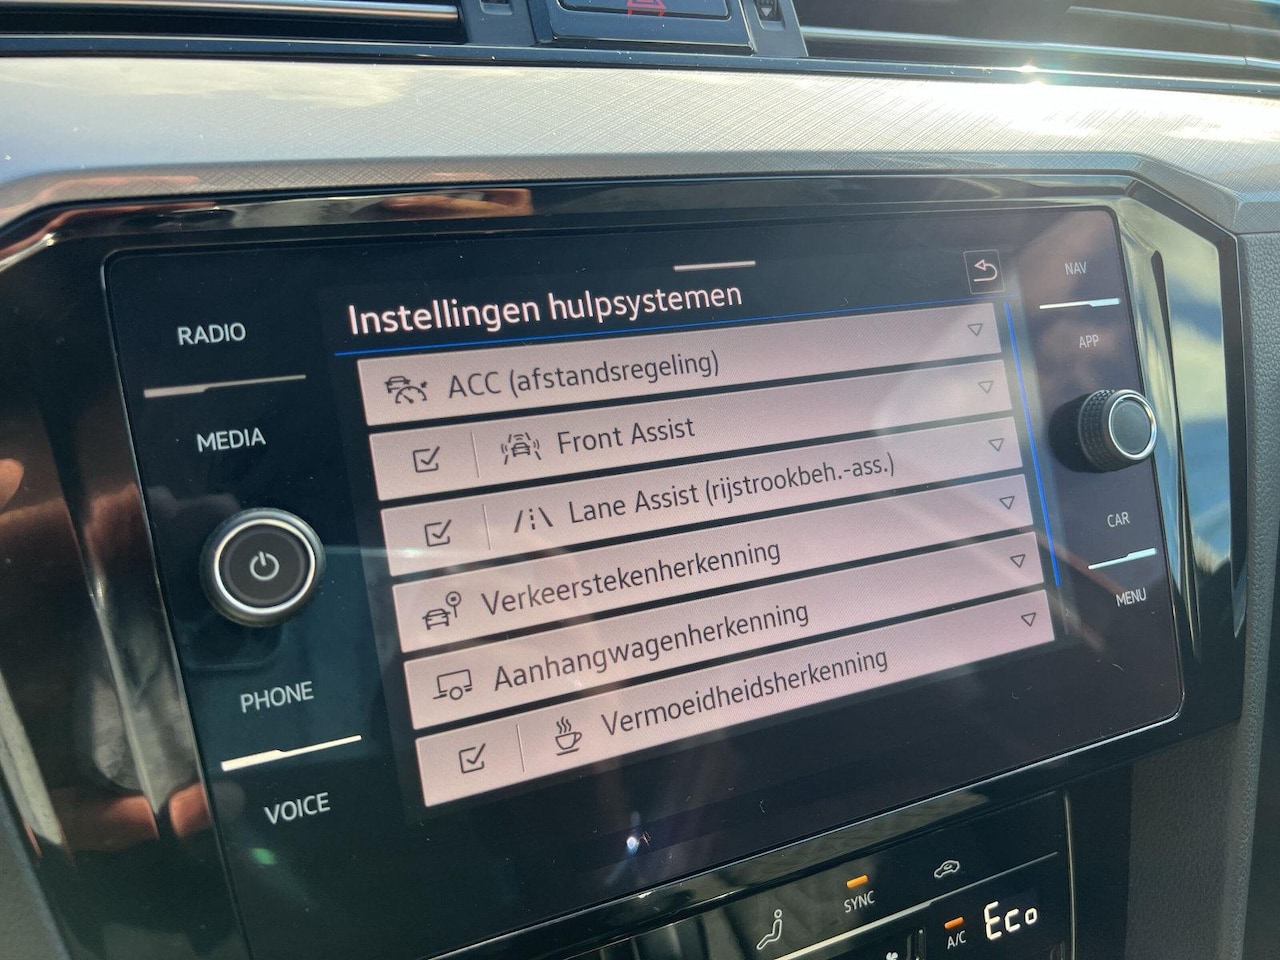 Instellingen hulpsystemen
ACC (afstandsregeling)
Front Assist
Lane Assist (rijstrookbeh.-ass.)
Verkeerstekenherkenning
Aanhangwagenherkenning
Vermoeidheidsherkenning
RADIO
MEDIA
PHONE
VOICE
NAV
APP
CAR
MENU
SYNC
A/C
Eco